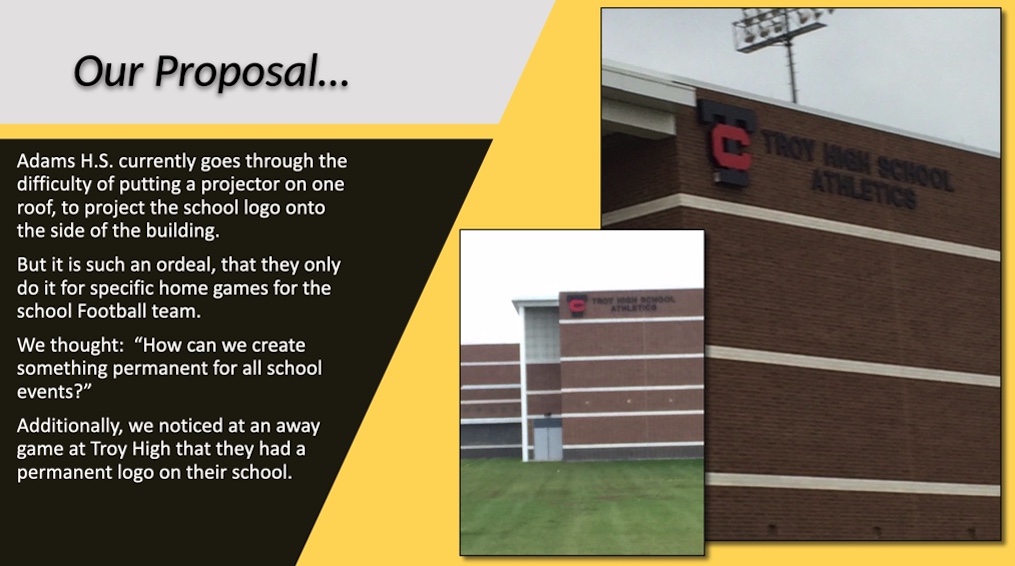 Our Proposal...
Adams H.S. currently goes through the
difficulty of putting a projector on one
roof, to project the school logo onto
the side of the building.
But it is such an ordeal, that they only
do it for specific home games for the
school Football team.
We thought:  “How can we create
something permanent for all school
events?”
Additionally, we noticed at an away
game at Troy High that they had a
permanent logo on their school.
TC
TROY HIGH SCHOOL
ATHLETICS
TC
TROY HIGH SCHOOL
ATHLETICS